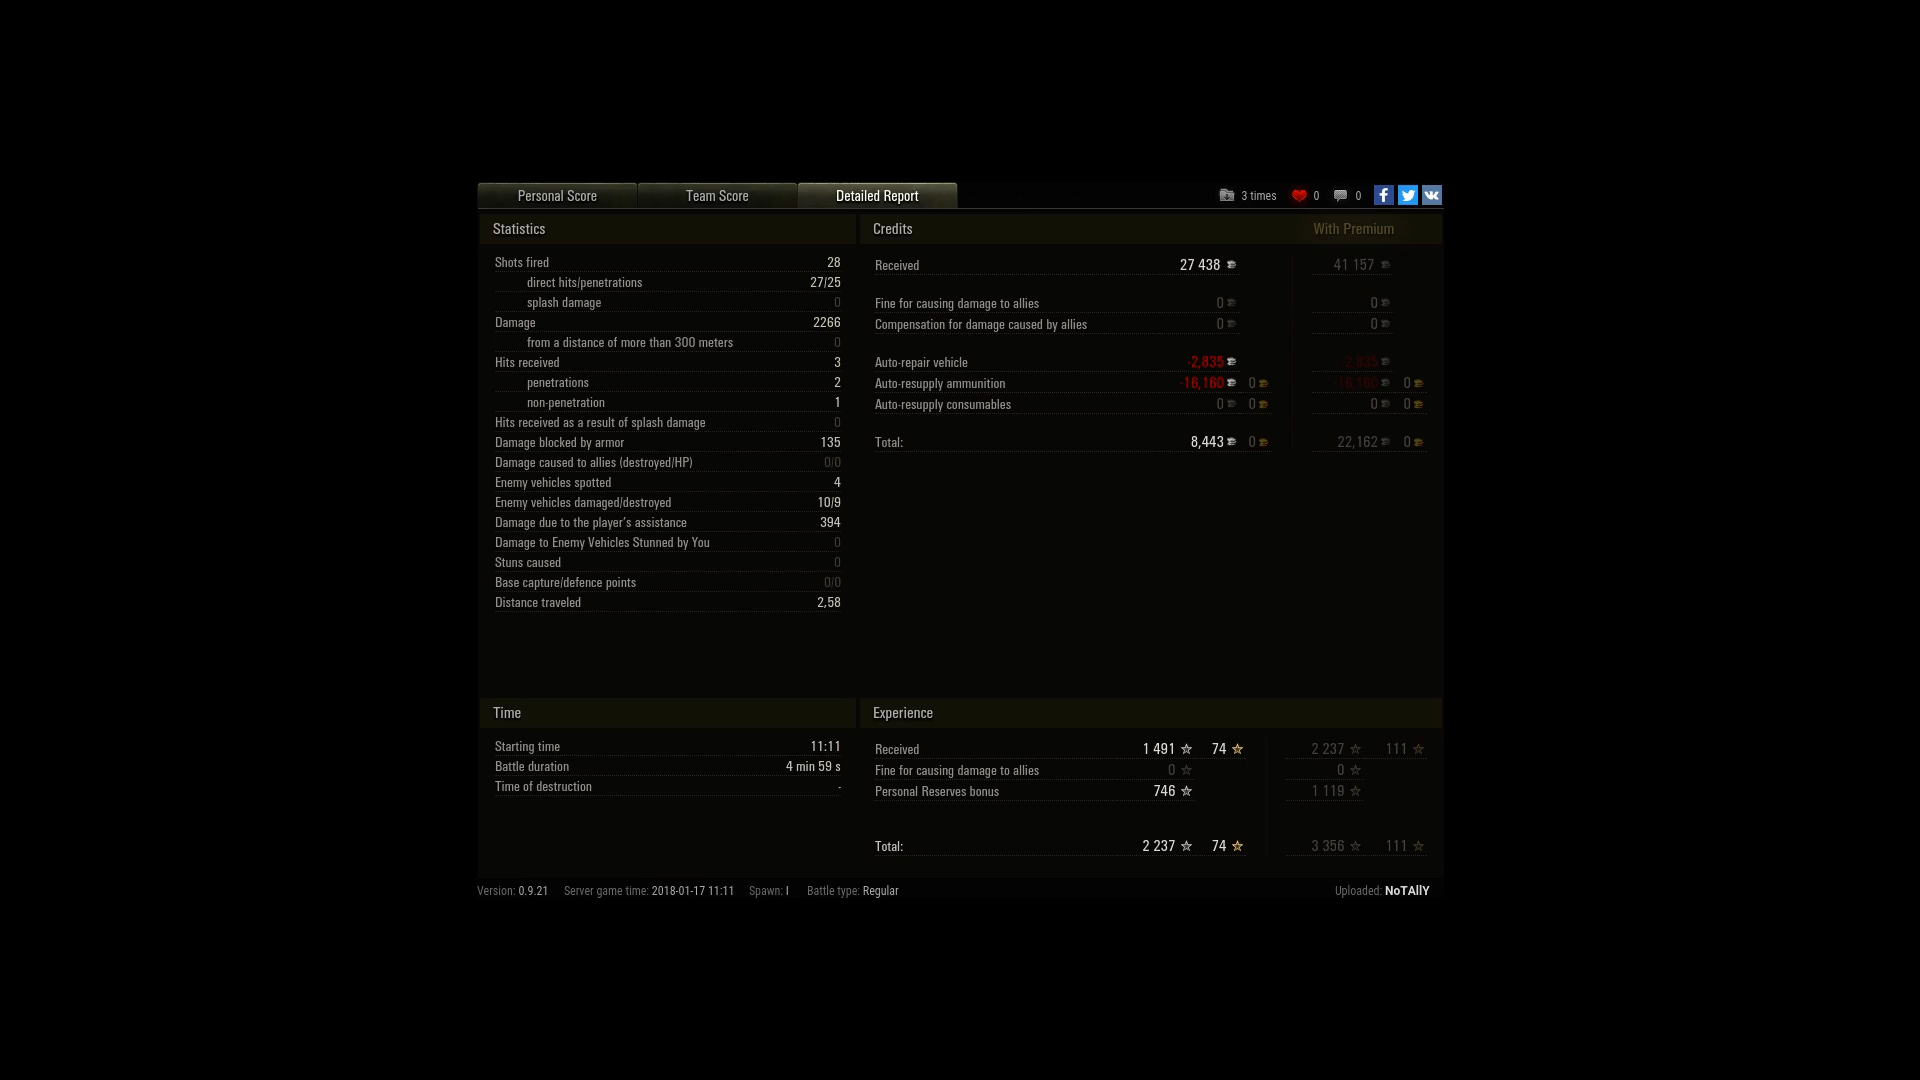 Personal Score Team Score Detailed Report 3 times 0 0
Statistics
Shots fired 28
direct hits/penetrations 27/25
splash damage 0
Damage 2266
from a distance of more than 300 meters 0
Hits received 3
penetrations 2
non-penetration 1
Hits received as a result of splash damage 0
Damage blocked by armor 135
Damage caused to allies (destroyed/HP) 0/0
Enemy vehicles spotted 4
Enemy vehicles damaged/destroyed 10/9
Damage due to the player's assistance 394
Damage to Enemy Vehicles Stunned by You 0
Stuns caused 0
Base capture/defence points 0/0
Distance traveled 2,58
Credits With Premium
Received 27 438 41 157
Fine for causing damage to allies 0 0
Compensation for damage caused by allies 0 0
Auto-repair vehicle -2,835 -2,835
Auto-resupply ammunition -16,160 0 -16,160 0
Auto-resupply consumables 0 0 0 0
Total: 8,443 0 22,162 0
Time
Starting time 11:11
Battle duration 4 min 59 s
Time of destruction -
Experience
Received 1 491 74 2 237 111
Fine for causing damage to allies 0 0
Personal Reserves bonus 746 1 119
Total: 2 237 74 3 356 111
Version: 0.9.21 Server game time: 2018-01-17 11:11 Spawn: I Battle type: Regular Uploaded: NoTAllY